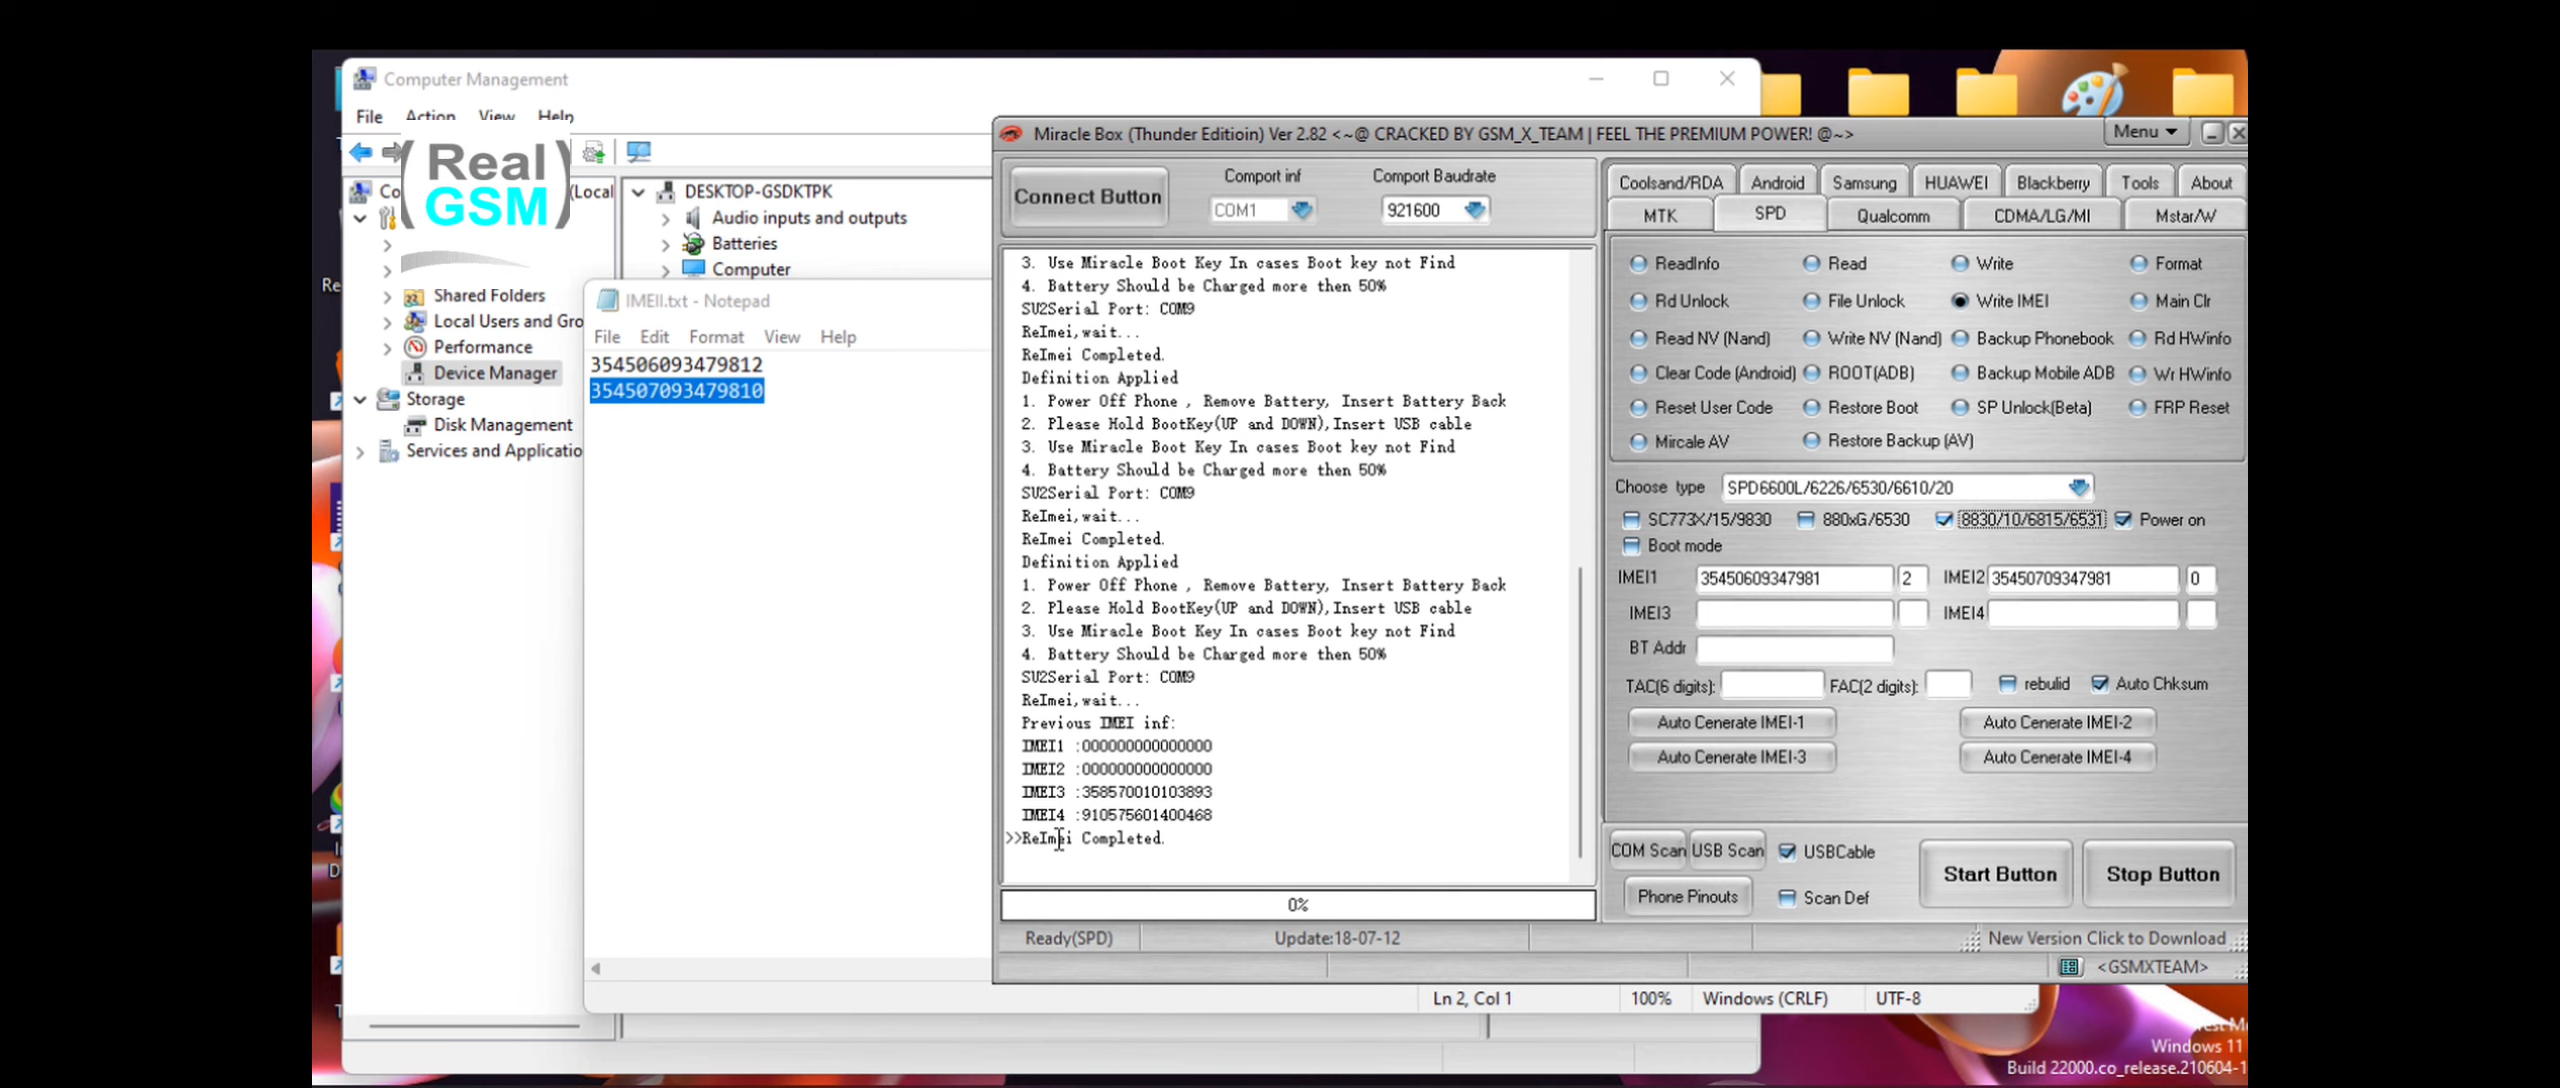 Computer Management
File Action View Help
(Real
GSM)
Co
(Local
Shared Folders
Local Users and Gro
Performance
Device Manager
Storage
Disk Management
Services and Applicatio
DESKTOP-GSDKTPK
Audio inputs and outputs
Batteries
Computer
IMEII.txt - Notepad
File Edit Format View Help
354506093479812
354507093479810
Ln 2, Col 1
100%
Windows (CRLF)
UTF-8
Miracle Box (Thunder Editioin) Ver 2.82 <~@ CRACKED BY GSM_X_TEAM | FEEL THE PREMIUM POWER! @~>
Menu
Connect Button
Comport inf
COM1
Comport Baudrate
921600
3. Use Miracle Boot Key In cases Boot key not Find
4. Battery Should be Charged more then 50%
SU2Serial Port: COM9
ReImei,wait...
ReImei Completed.
Definition Applied
1. Power Off Phone , Remove Battery, Insert Battery Back
2. Please Hold BootKey(UP and DOWN),Insert USB cable
3. Use Miracle Boot Key In cases Boot key not Find
4. Battery Should be Charged more then 50%
SU2Serial Port: COM9
ReImei,wait...
ReImei Completed.
Definition Applied
1. Power Off Phone , Remove Battery, Insert Battery Back
2. Please Hold BootKey(UP and DOWN),Insert USB cable
3. Use Miracle Boot Key In cases Boot key not Find
4. Battery Should be Charged more then 50%
SU2Serial Port: COM9
ReImei,wait...
Previous IMEI inf:
IMEI1 :000000000000000
IMEI2 :000000000000000
IMEI3 :358570010103893
IMEI4 :910575601400468
>>ReImei Completed.
0%
Ready(SPD)
Update:18-07-12
Coolsand/RDA Android Samsung HUAWEI Blackberry Tools About
MTK SPD Qualcomm CDMA/LG/MI Mstar/W
ReadInfo Read Write Format
Rd Unlock File Unlock Write IMEI Main Clr
Read NV (Nand) Write NV (Nand) Backup Phonebook Rd HWinfo
Clear Code (Android) ROOT(ADB) Backup Mobile ADB Wr HWinfo
Reset User Code Restore Boot SP Unlock(Beta) FRP Reset
Mircale AV Restore Backup (AV)
Choose type SPD6600L/6226/6530/6610/20
SC773X/15/9830 880xG/6530 8830/10/6815/6531 Power on
Boot mode
IMEI1 35450609347981 2 IMEI2 35450709347981 0
IMEI3 IMEI4
BT Addr
TAC(6 digits): FAC(2 digits): rebulid Auto Chksum
Auto Cenerate IMEI-1 Auto Cenerate IMEI-2
Auto Cenerate IMEI-3 Auto Cenerate IMEI-4
COM Scan USB Scan USBCable
Start Button Stop Button
Phone Pinouts Scan Def
New Version Click to Download
<GSMXTEAM>
Windows 11
Build 22000.co_release.210604-1